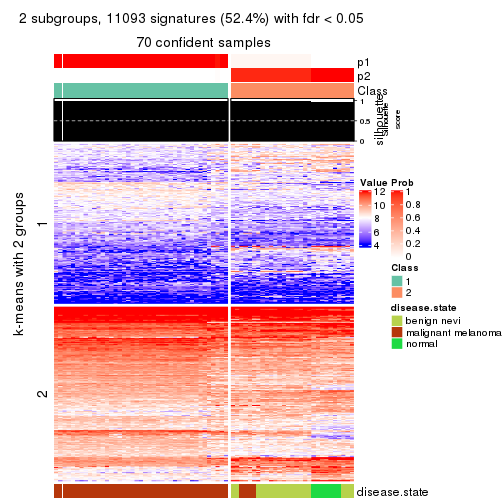 2 subgroups, 11093 signatures (52.4%) with fdr < 0.05
70 confident samples
p1
p2
Class
silhouette
Silhouette
score
1
0.5
0
k-means with 2 groups
1
2
Value
12
10
8
6
4
Prob
1
0.8
0.6
0.4
0.2
0
Class
1
2
disease.state
benign nevi
malignant melanoma
normal
disease.state